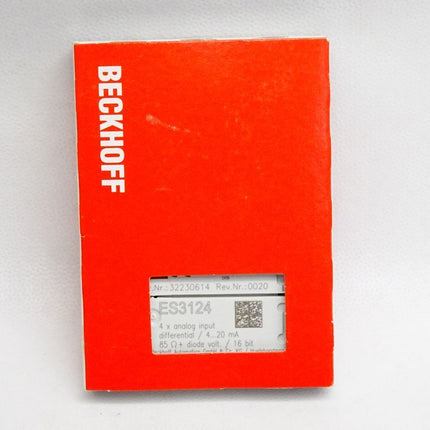 BECKHOFF
Nr.:32230614 Rev.Nr.:0020
ES3124
4 x analog input
differential / 4...20 mA
85 Ω + diode volt. / 16 bit